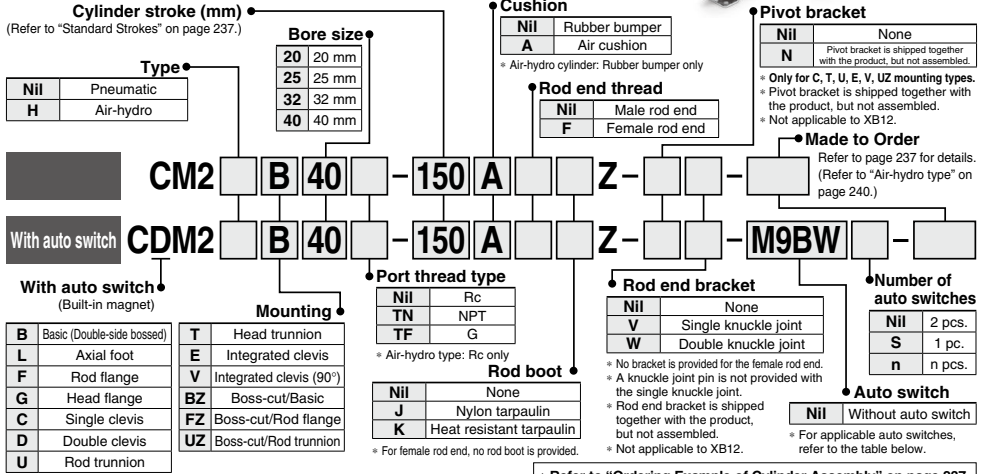 Cylinder stroke (mm)
(Refer to “Standard Strokes” on page 237.)
Type
Nil Pneumatic
H Air-hydro
Bore size
20 20 mm
25 25 mm
32 32 mm
40 40 mm
Cushion
Nil Rubber bumper
A Air cushion
* Air-hydro cylinder: Rubber bumper only
Rod end thread
Nil Male rod end
F Female rod end
Pivot bracket
Nil None
N Pivot bracket is shipped together
with the product, but not assembled.
* Only for C, T, U, E, V, UZ mounting types.
* Pivot bracket is shipped together with
the product, but not assembled.
* Not applicable to XB12.
Made to Order
Refer to page 237 for details.
(Refer to “Air-hydro type” on
page 240.)
CM2 B 40 – 150 A Z –  –
With auto switch CDM2 B 40 – 150 A Z –  – M9BW –
With auto switch
(Built-in magnet)
Mounting
B Basic (Double-side bossed)
L Axial foot
F Rod flange
G Head flange
C Single clevis
D Double clevis
U Rod trunnion
T Head trunnion
E Integrated clevis
V Integrated clevis (90°)
BZ Boss-cut/Basic
FZ Boss-cut/Rod flange
UZ Boss-cut/Rod trunnion
Port thread type
Nil Rc
TN NPT
TF G
* Air-hydro type: Rc only
Rod boot
Nil None
J Nylon tarpaulin
K Heat resistant tarpaulin
* For female rod end, no rod boot is provided.
Rod end bracket
Nil None
V Single knuckle joint
W Double knuckle joint
* No bracket is provided for the female rod end.
* A knuckle joint pin is not provided with
the single knuckle joint.
* Rod end bracket is shipped
together with the product,
but not assembled.
* Not applicable to XB12.
Number of
auto switches
Nil 2 pcs.
S 1 pc.
n n pcs.
Auto switch
Nil Without auto switch
* For applicable auto switches,
refer to the table below.
Refer to “Ordering Example of Cylinder Assembly” on page 237